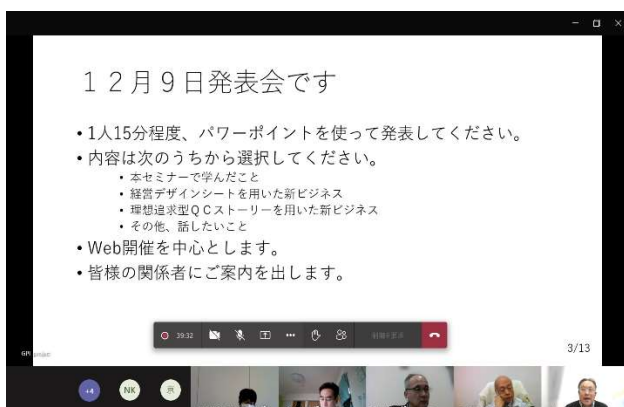 １２月９日発表会です
• 1人15分程度、パワーポイントを使って発表してください。
• 内容は次のうちから選択してください。
• 本セミナーで学んだこと
• 経営デザインシートを用いた新ビジネス
• 理想追求型ＱＣストーリーを用いた新ビジネス
• その他、話したいこと
• Web開催を中心とします。
• 皆様の関係者にご案内を出します。
39:32
3/13
+4
NK
京